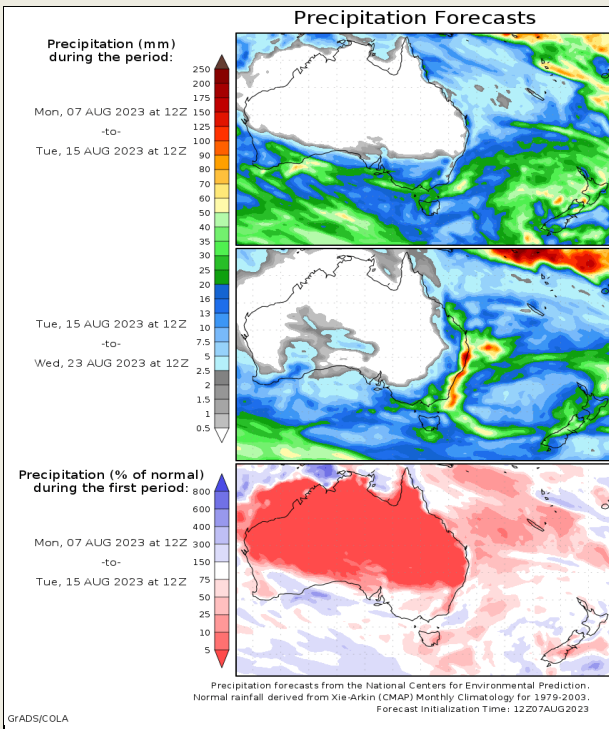 Precipitation Forecasts
Precipitation (mm)
during the period:
Mon, 07 AUG 2023 at 12Z
-to-
Tue, 15 AUG 2023 at 12Z
250
200
175
150
125
100
90
80
70
60
50
40
35
30
25
20
16
13
10
7.5
5
2.5
2
1.5
1
0.5
Tue, 15 AUG 2023 at 12Z
-to-
Wed, 23 AUG 2023 at 12Z
Precipitation (% of normal)
during the first period:
Mon, 07 AUG 2023 at 12Z
-to-
Tue, 15 AUG 2023 at 12Z
800
600
400
300
150
75
50
25
10
5
Precipitation forecasts from the National Centers for Environmental Prediction.
Normal rainfall derived from Xie-Arkin (CMAP) Monthly Climatology for 1979-2003.
Forecast Initialization Time: 12Z07AUG2023
GrADS/COLA